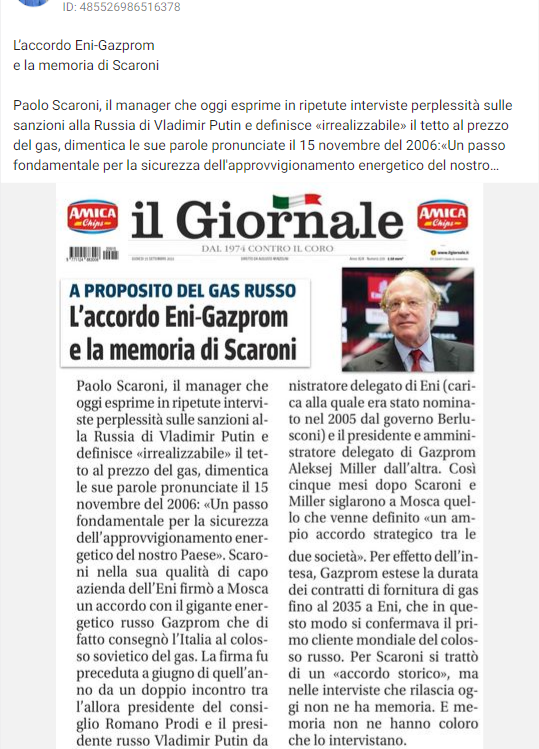 ID: 485526986516378
L'accordo Eni-Gazprom
e la memoria di Scaroni
Paolo Scaroni, il manager che oggi esprime in ripetute interviste perplessità sulle
sanzioni alla Russia di Vladimir Putin e definisce «irrealizzabile» il tetto al prezzo
del gas, dimentica le sue parole pronunciate il 15 novembre del 2006:«Un passo
fondamentale per la sicurezza dell'approvvigionamento energetico del nostro...
AMICA
Chips
il Giornale
AMICA
Chips
DAL 1974 CONTRO IL CORO
www.ilgiornale.it
A PROPOSITO DEL GAS RUSSO
L'accordo Eni-Gazprom
e la memoria di Scaroni
Paolo Scaroni, il manager che
oggi esprime in ripetute intervi-
ste perplessità sulle sanzioni al-
la Russia di Vladimir Putin e
definisce «irrealizzabile» il tet-
to al prezzo del gas, dimentica
le sue parole pronunciate il 15
novembre del 2006: «Un passo
fondamentale per la sicurezza
dell'approvvigionamento ener-
getico del nostro Paese». Scaro-
ni nella sua qualità di capo
azienda dell'Eni firmò a Mosca
un accordo con il gigante ener-
getico russo Gazprom che di
fatto consegnò l'Italia al colos-
so sovietico del gas. La firma fu
preceduta a giugno di quell'an-
no da un doppio incontro tra
l'allora presidente del consi-
glio Romano Prodi e il presi-
dente russo Vladimir Putin da
nistratore delegato di Eni (cari-
ca alla quale era stato nomina-
to nel 2005 dal governo Berlu-
sconi) e il presidente e ammini-
stratore delegato di Gazprom
Aleksej Miller dall'altra. Così
cinque mesi dopo Scaroni e
Miller siglarono a Mosca quel-
lo che venne definito «un am-
pio accordo strategico tra le
due società». Per effetto dell'in-
tesa, Gazprom estese la durata
dei contratti di fornitura di gas
fino al 2035 a Eni, che in que-
sto modo si confermava il pri-
mo cliente mondiale del colos-
so russo. Per Scaroni si trattò
di un «accordo storico», ma
nelle interviste che rilascia og-
gi non ne ha memoria. E me-
moria non ne hanno coloro
che lo intervistano.